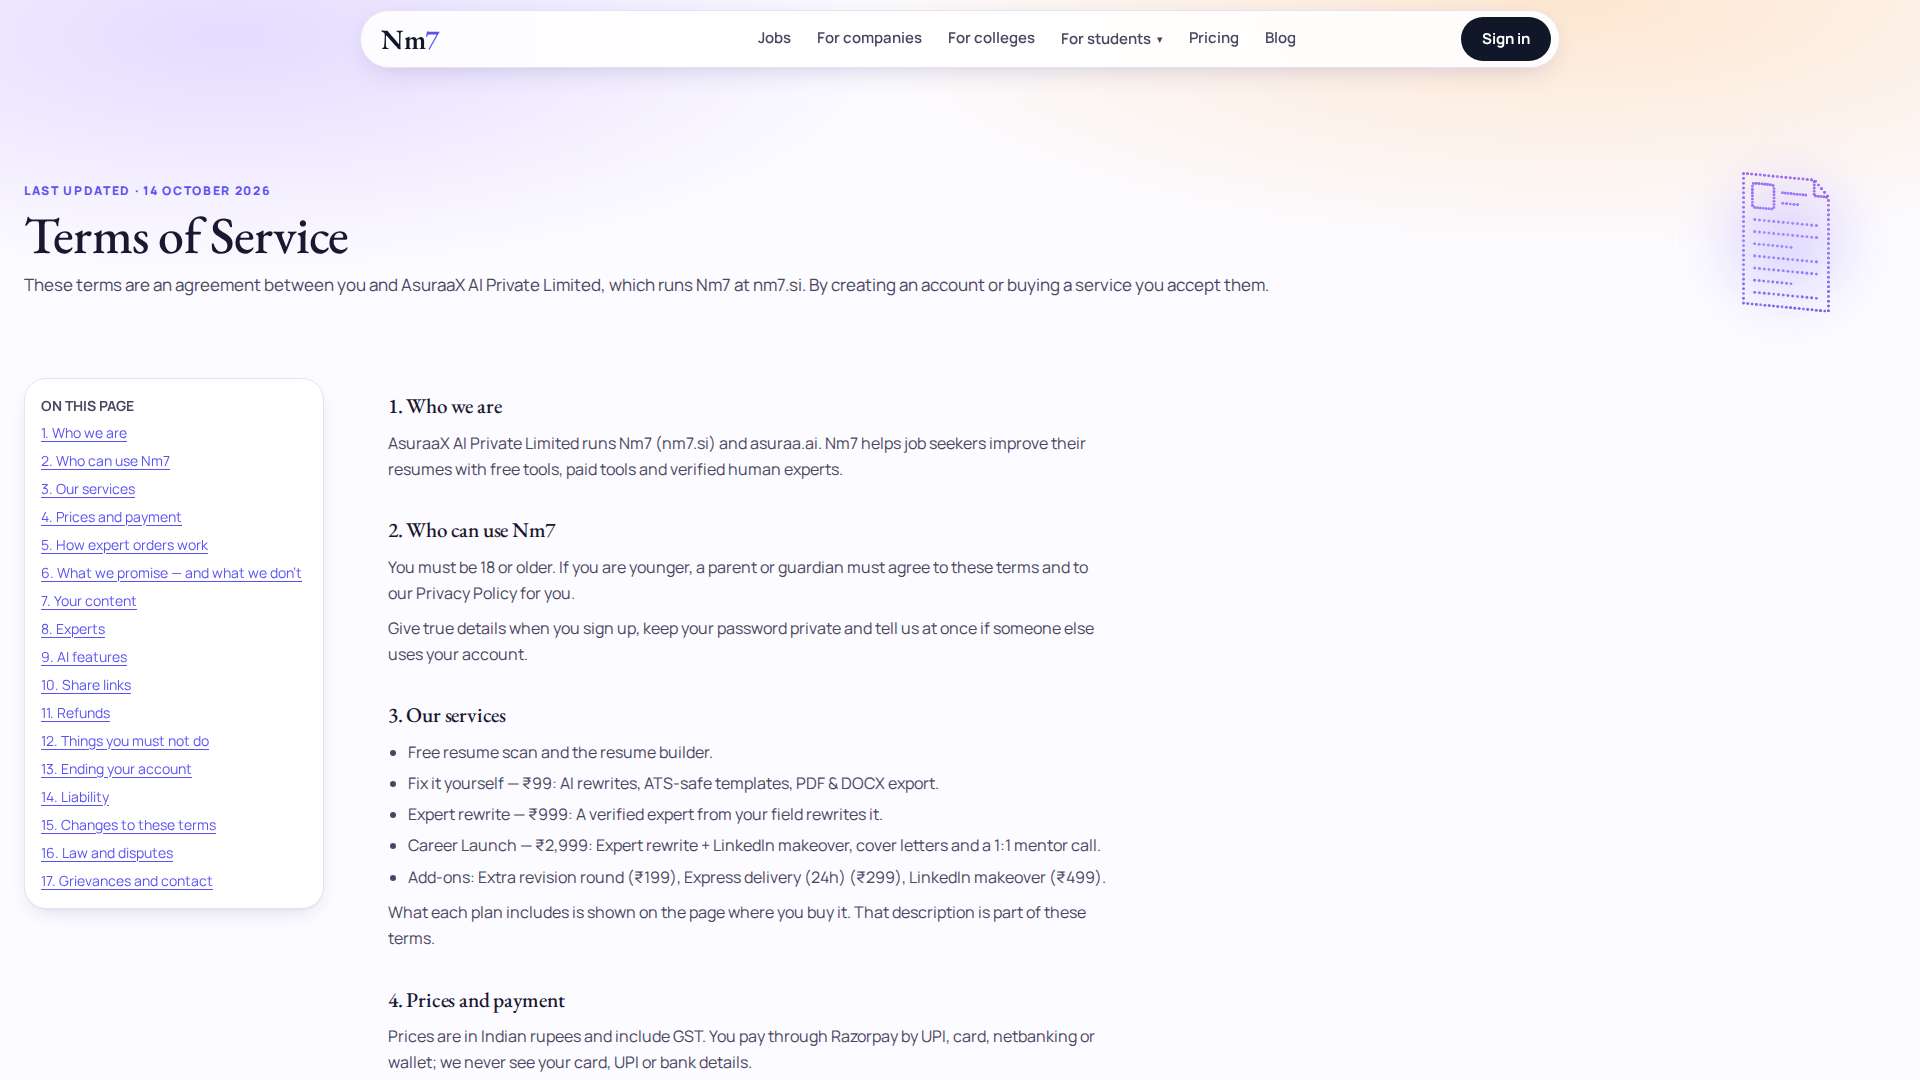 Nm7
Jobs
For companies
For colleges
For students ▾
Pricing
Blog
Sign in
LAST UPDATED · 14 OCTOBER 2026
Terms of Service
These terms are an agreement between you and AsuraaX AI Private Limited, which runs Nm7 at nm7.si. By creating an account or buying a service you accept them.
ON THIS PAGE
1. Who we are
2. Who can use Nm7
3. Our services
4. Prices and payment
5. How expert orders work
6. What we promise — and what we don't
7. Your content
8. Experts
9. AI features
10. Share links
11. Refunds
12. Things you must not do
13. Ending your account
14. Liability
15. Changes to these terms
16. Law and disputes
17. Grievances and contact
1. Who we are
AsuraaX AI Private Limited runs Nm7 (nm7.si) and asuraa.ai. Nm7 helps job seekers improve their
resumes with free tools, paid tools and verified human experts.
2. Who can use Nm7
You must be 18 or older. If you are younger, a parent or guardian must agree to these terms and to
our Privacy Policy for you.
Give true details when you sign up, keep your password private and tell us at once if someone else
uses your account.
3. Our services
• Free resume scan and the resume builder.
• Fix it yourself — ₹99: AI rewrites, ATS-safe templates, PDF & DOCX export.
• Expert rewrite — ₹999: A verified expert from your field rewrites it.
• Career Launch — ₹2,999: Expert rewrite + LinkedIn makeover, cover letters and a 1:1 mentor call.
• Add-ons: Extra revision round (₹199), Express delivery (24h) (₹299), LinkedIn makeover (₹499).
What each plan includes is shown on the page where you buy it. That description is part of these
terms.
4. Prices and payment
Prices are in Indian rupees and include GST. You pay through Razorpay by UPI, card, netbanking or
wallet; we never see your card, UPI or bank details.